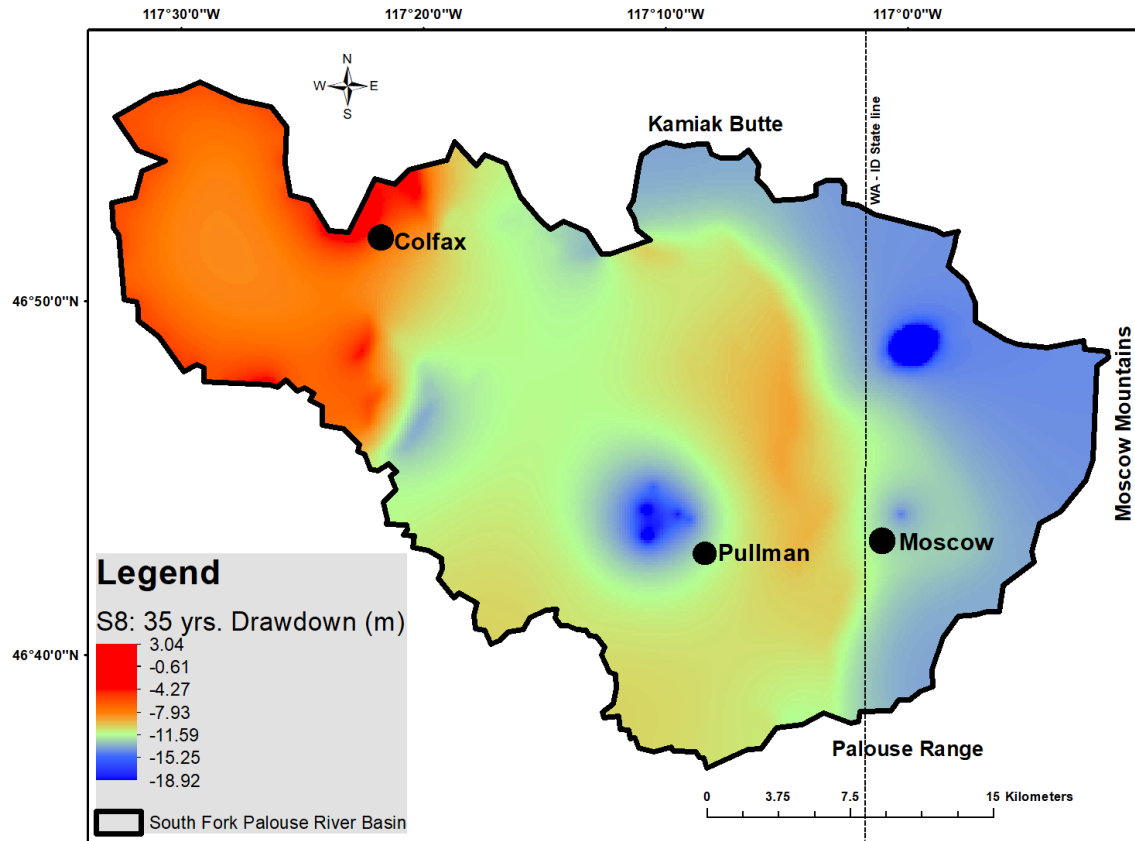 117°30'0"W 117°20'0"W 117°10'0"W 117°0'0"W
N
W E
S
Kamiak Butte
WA - ID State line
Colfax
46°50'0"N
Moscow Mountains
Pullman
Moscow
Legend
S8: 35 yrs. Drawdown (m)
3.04
-0.61
-4.27
-7.93
-11.59
-15.25
-18.92
South Fork Palouse River Basin
46°40'0"N
Palouse Range
0 3.75 7.5 15 Kilometers